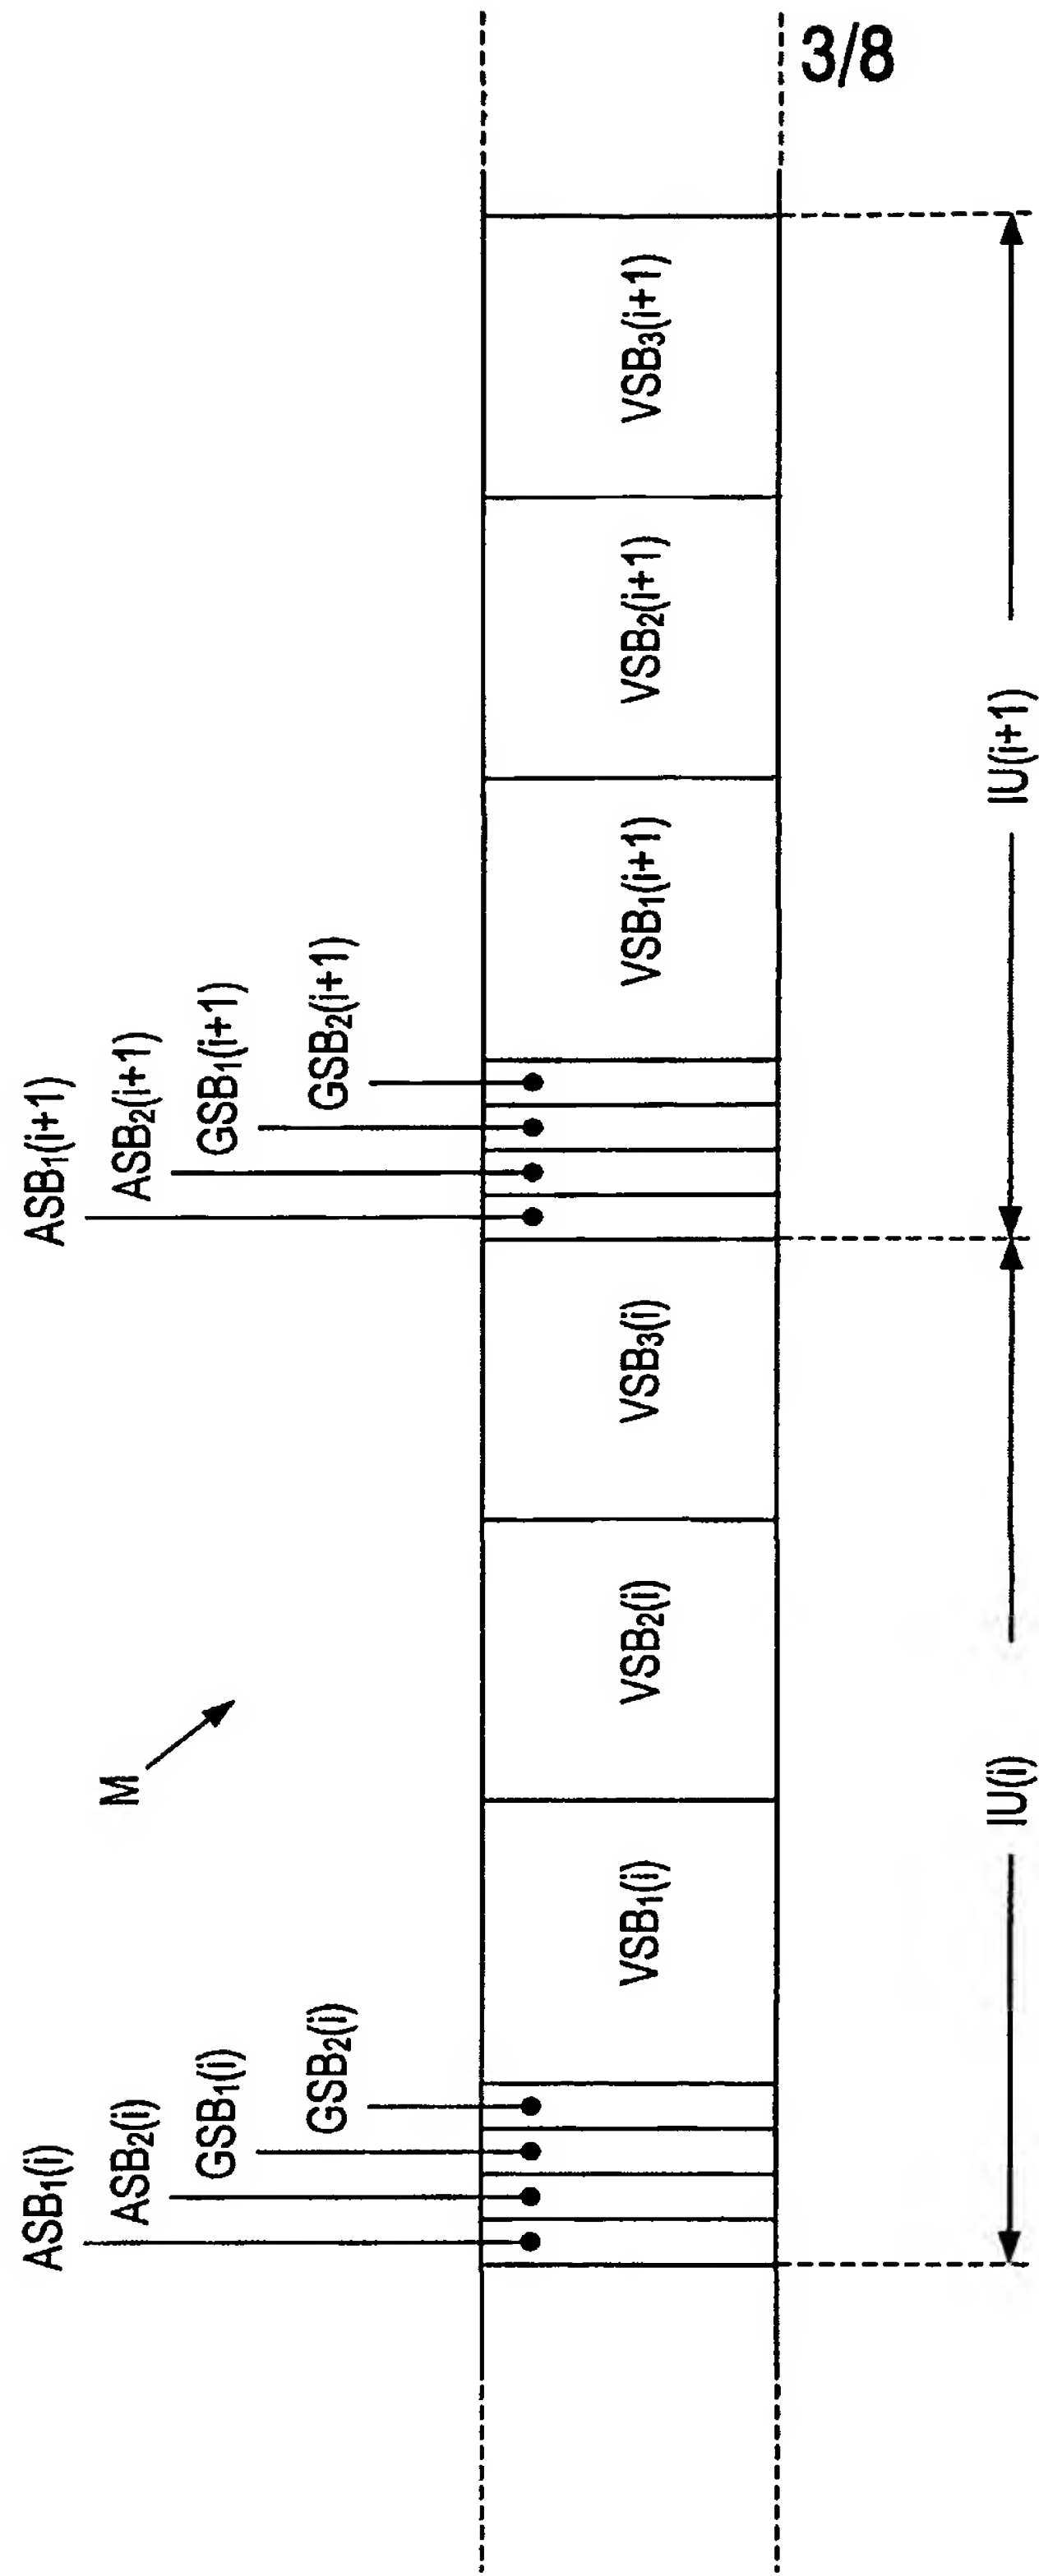 3/8
M
ASB₁(i)
ASB₂(i)
GSB₁(i)
GSB₂(i)
ASB₁(i+1)
ASB₂(i+1)
GSB₁(i+1)
GSB₂(i+1)
VSB₁(i)
VSB₂(i)
VSB₃(i)
VSB₁(i+1)
VSB₂(i+1)
VSB₃(i+1)
IU(i)
IU(i+1)